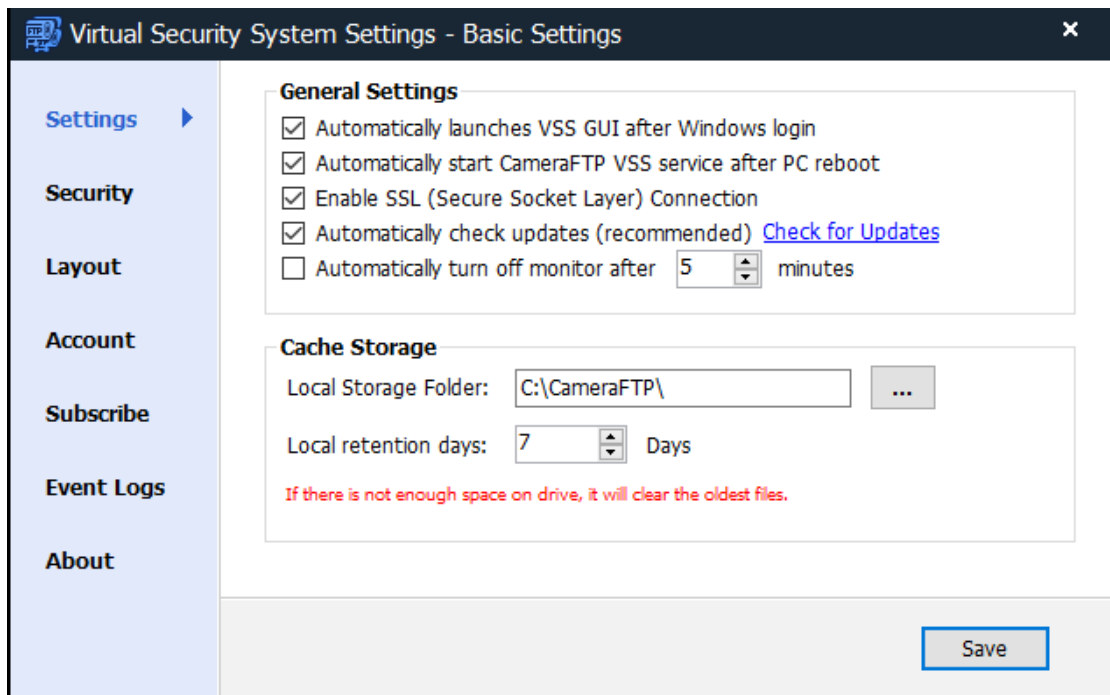 Virtual Security System Settings - Basic Settings
Settings
Security
Layout
Account
Subscribe
Event Logs
About
General Settings
Automatically launches VSS GUI after Windows login
Automatically start CameraFTP VSS service after PC reboot
Enable SSL (Secure Socket Layer) Connection
Automatically check updates (recommended) Check for Updates
Automatically turn off monitor after 5 minutes
Cache Storage
Local Storage Folder: C:\CameraFTP\ ...
Local retention days: 7 Days
If there is not enough space on drive, it will clear the oldest files.
Save